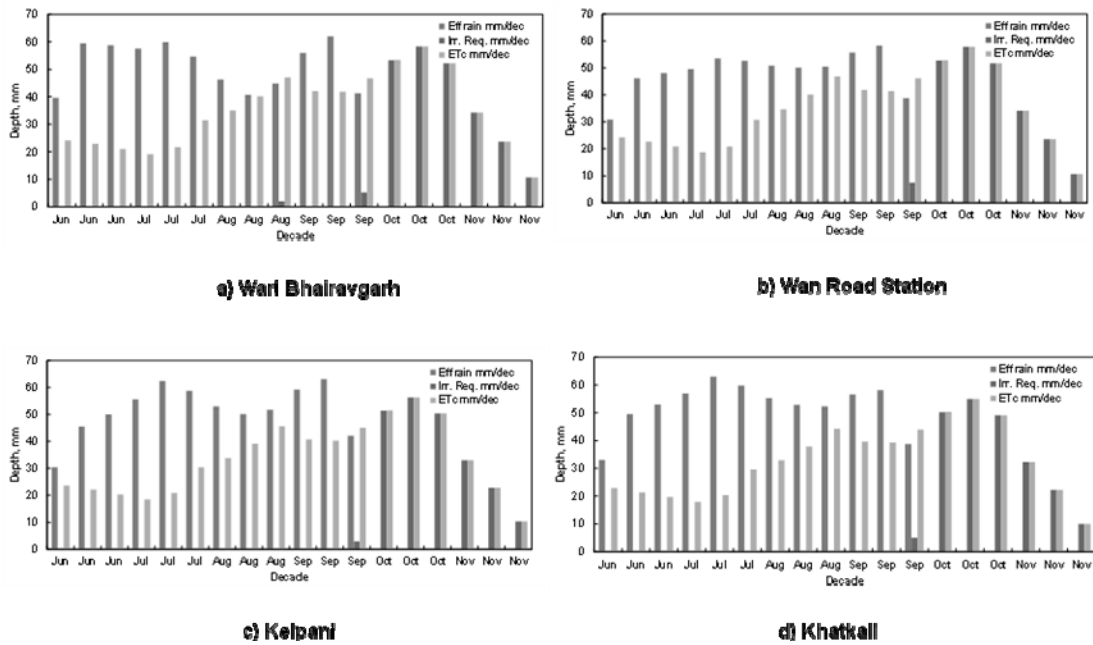 70
60
50
40
30
20
10
0
Depth, mm
Effrain mm/dec
Irr. Req. mm/dec
ETc mm/dec
Jun Jun Jun Jul Jul Jul Aug Aug Aug Sep Sep Sep Oct Oct Oct Nov Nov Nov
Decade
a) Wari Bhairavgarh
70
60
50
40
30
20
10
0
Depth, mm
Effrain mm/dec
Irr. Req. mm/dec
ETc mm/dec
Jun Jun Jun Jul Jul Jul Aug Aug Aug Sep Sep Sep Oct Oct Oct Nov Nov Nov
Decade
b) Wan Road Station
70
60
50
40
30
20
10
0
Depth, mm
Effrain mm/dec
Irr. Req. mm/dec
ETc mm/dec
Jun Jun Jun Jul Jul Jul Aug Aug Aug Sep Sep Sep Oct Oct Oct Nov Nov Nov
Decade
c) Kelpani
70
60
50
40
30
20
10
0
Depth, mm
Effrain mm/dec
Irr. Req. mm/dec
ETc mm/dec
Jun Jun Jun Jul Jul Jul Aug Aug Aug Sep Sep Sep Oct Oct Oct Nov Nov Nov
Decade
d) Khatkali